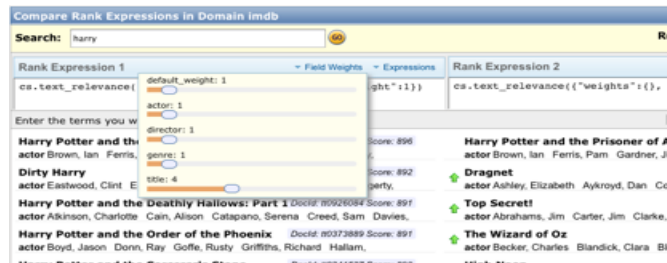 Compare Rank Expressions in Domain imdb
Search: harry GO
Rank Expression 1 Field Weights Expressions Rank Expression 2
cs.text_relevance( ght":1}) cs.text_relevance({"weights":{},
default_weight: 1
actor: 1
director: 1
genre: 1
title: 4
Enter the terms you w
Harry Potter and the Score: 896 Harry Potter and the Prisoner of A
actor Brown, Ian Ferris, actor Brown, Ian Ferris, Pam Gardner, J
Dirty Harry Score: 892 Dragnet
actor Eastwood, Clint E gerty, actor Ashley, Elizabeth Aykroyd, Dan Co
Harry Potter and the Deathly Hallows: Part 1 DocId: tt0926084 Score: 891 Top Secret!
actor Atkinson, Charlotte Cain, Alison Catapano, Serena Creed, Sam Davies, actor Abrahams, Jim Carter, Jim Clarke,
Harry Potter and the Order of the Phoenix DocId: tt0373889 Score: 891 The Wizard of Oz
actor Boyd, Jason Donn, Ray Goffe, Rusty Griffiths, Richard Hallam, actor Becker, Charles Blandick, Clara B